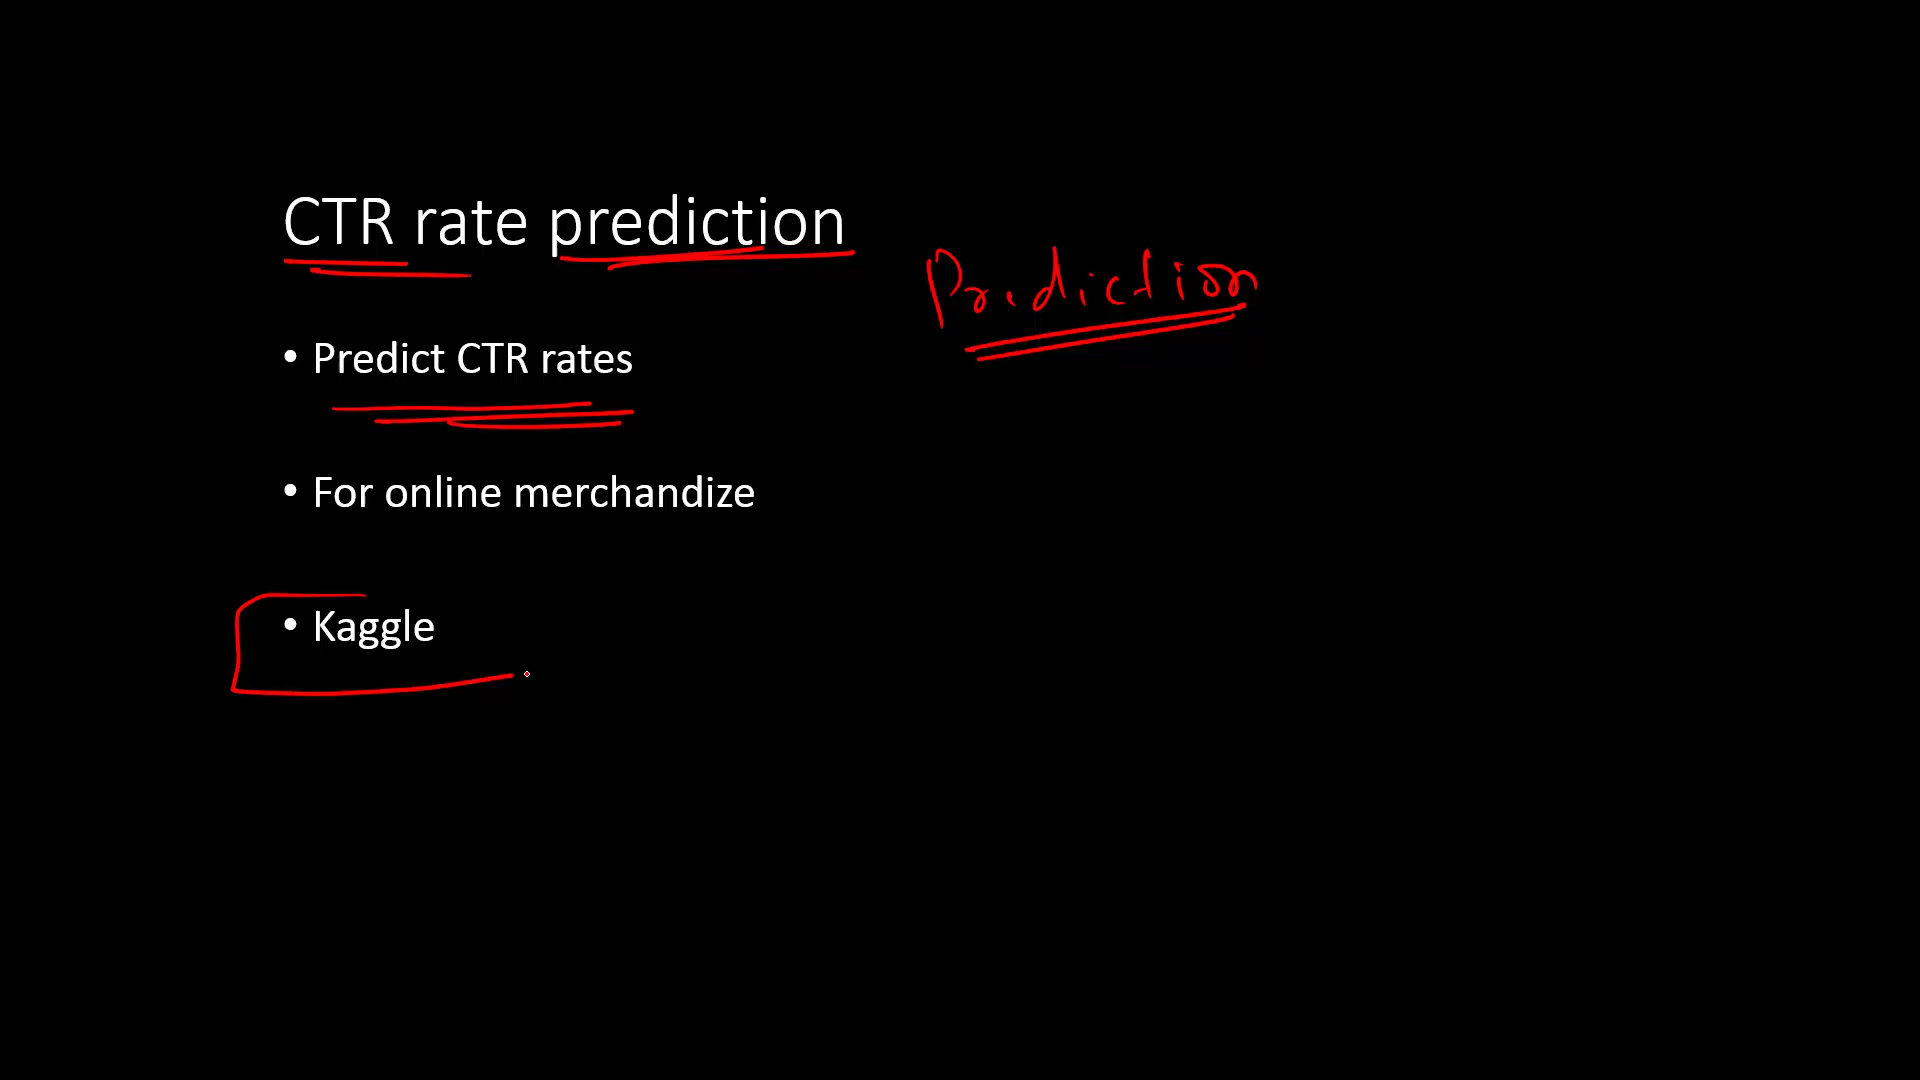 CTR rate prediction
Prediction
• Predict CTR rates
• For online merchandize
• Kaggle